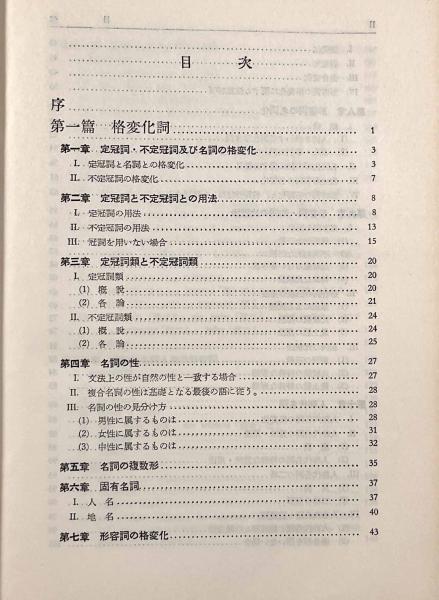 目次
序
第一篇 格変化詞 1
第一章 定冠詞・不定冠詞及び名詞の格変化 3
I. 定冠詞と名詞との格変化 3
II. 不定冠詞の格変化 7
第二章 定冠詞と不定冠詞との用法 8
I. 定冠詞の用法 8
II. 不定冠詞の用法 13
III. 冠詞を用いない場合 15
第三章 定冠詞類と不定冠詞類 20
I. 定冠詞類 20
(1) 概説 20
(2) 各論 21
II. 不定冠詞類 24
(1) 概説 24
(2) 各論 25
第四章 名詞の性 27
I. 文法上の性が自然の性と一致する場合 27
II. 複合名詞の性は基礎となる最後の語に従う。 28
III. 名詞の性の見分け方 28
(1) 男性に属するものは 28
(2) 女性に属するものは 31
(3) 中性に属するものは 32
第五章 名詞の複数形 35
第六章 固有名詞 37
I. 人名 37
II. 地名 40
第七章 形容詞の格変化 43